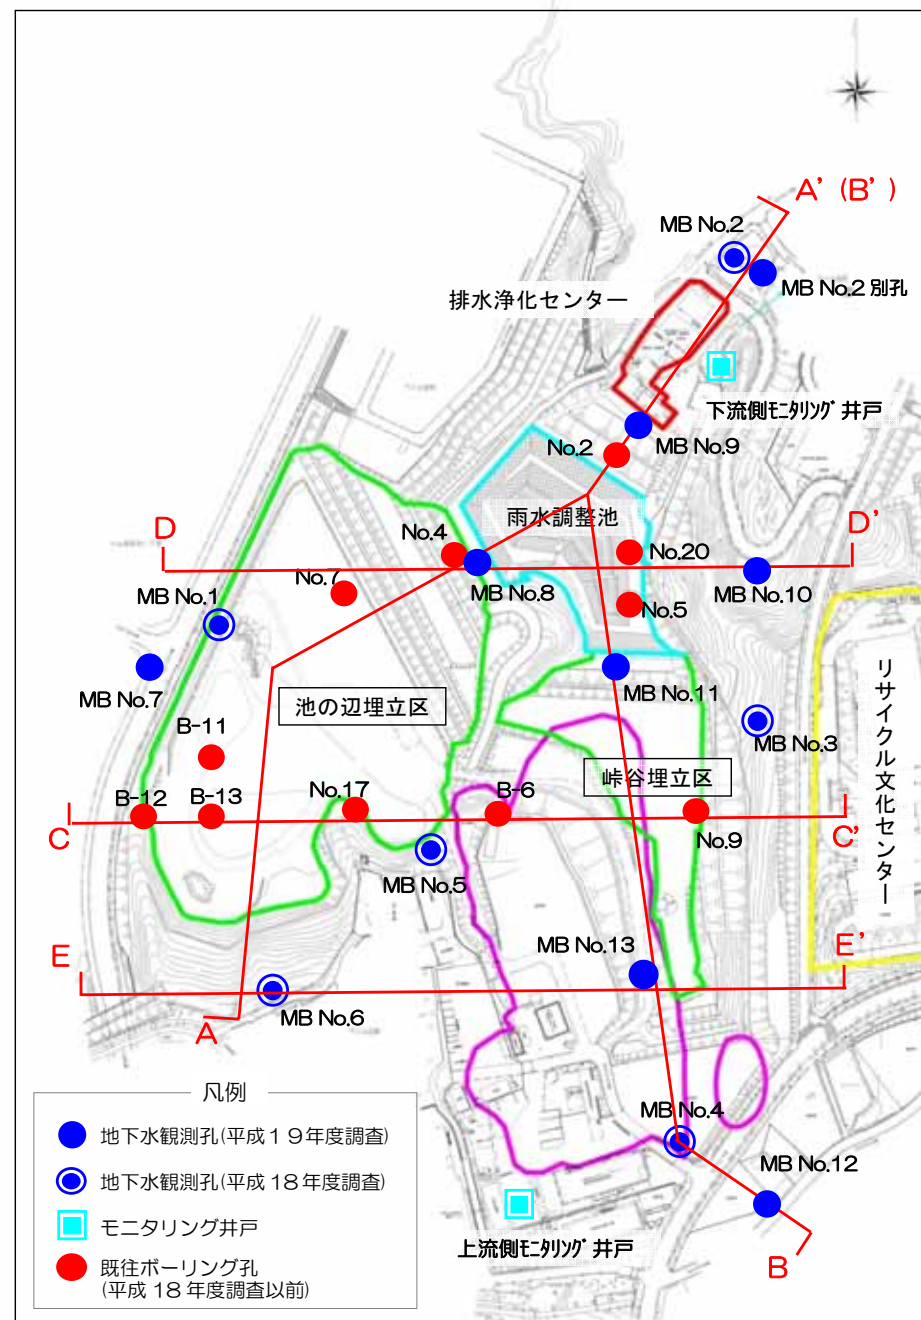 A' (B' )
MB No.2
MB No.2 別孔
排水浄化センター
下流側ﾓﾆﾀﾘﾝｸﾞ井戸
No.2
MB No.9
雨水調整池
D
D'
No.4
No.20
MB No.8
MB No.10
No.7
MB No.1
No.5
MB No.7
MB No.11
池の辺埋立区
MB No.3
B-11
峠谷埋立区
リサイクル文化センター
B-12
B-13
No.17
B-6
No.9
C
C'
MB No.5
E
MB No.13
E'
MB No.6
A
凡例
地下水観測孔(平成19年度調査)
地下水観測孔(平成18年度調査)
モニタリング井戸
既往ボーリング孔
(平成18年度調査以前)
MB No.4
MB No.12
上流側ﾓﾆﾀﾘﾝｸﾞ井戸
B